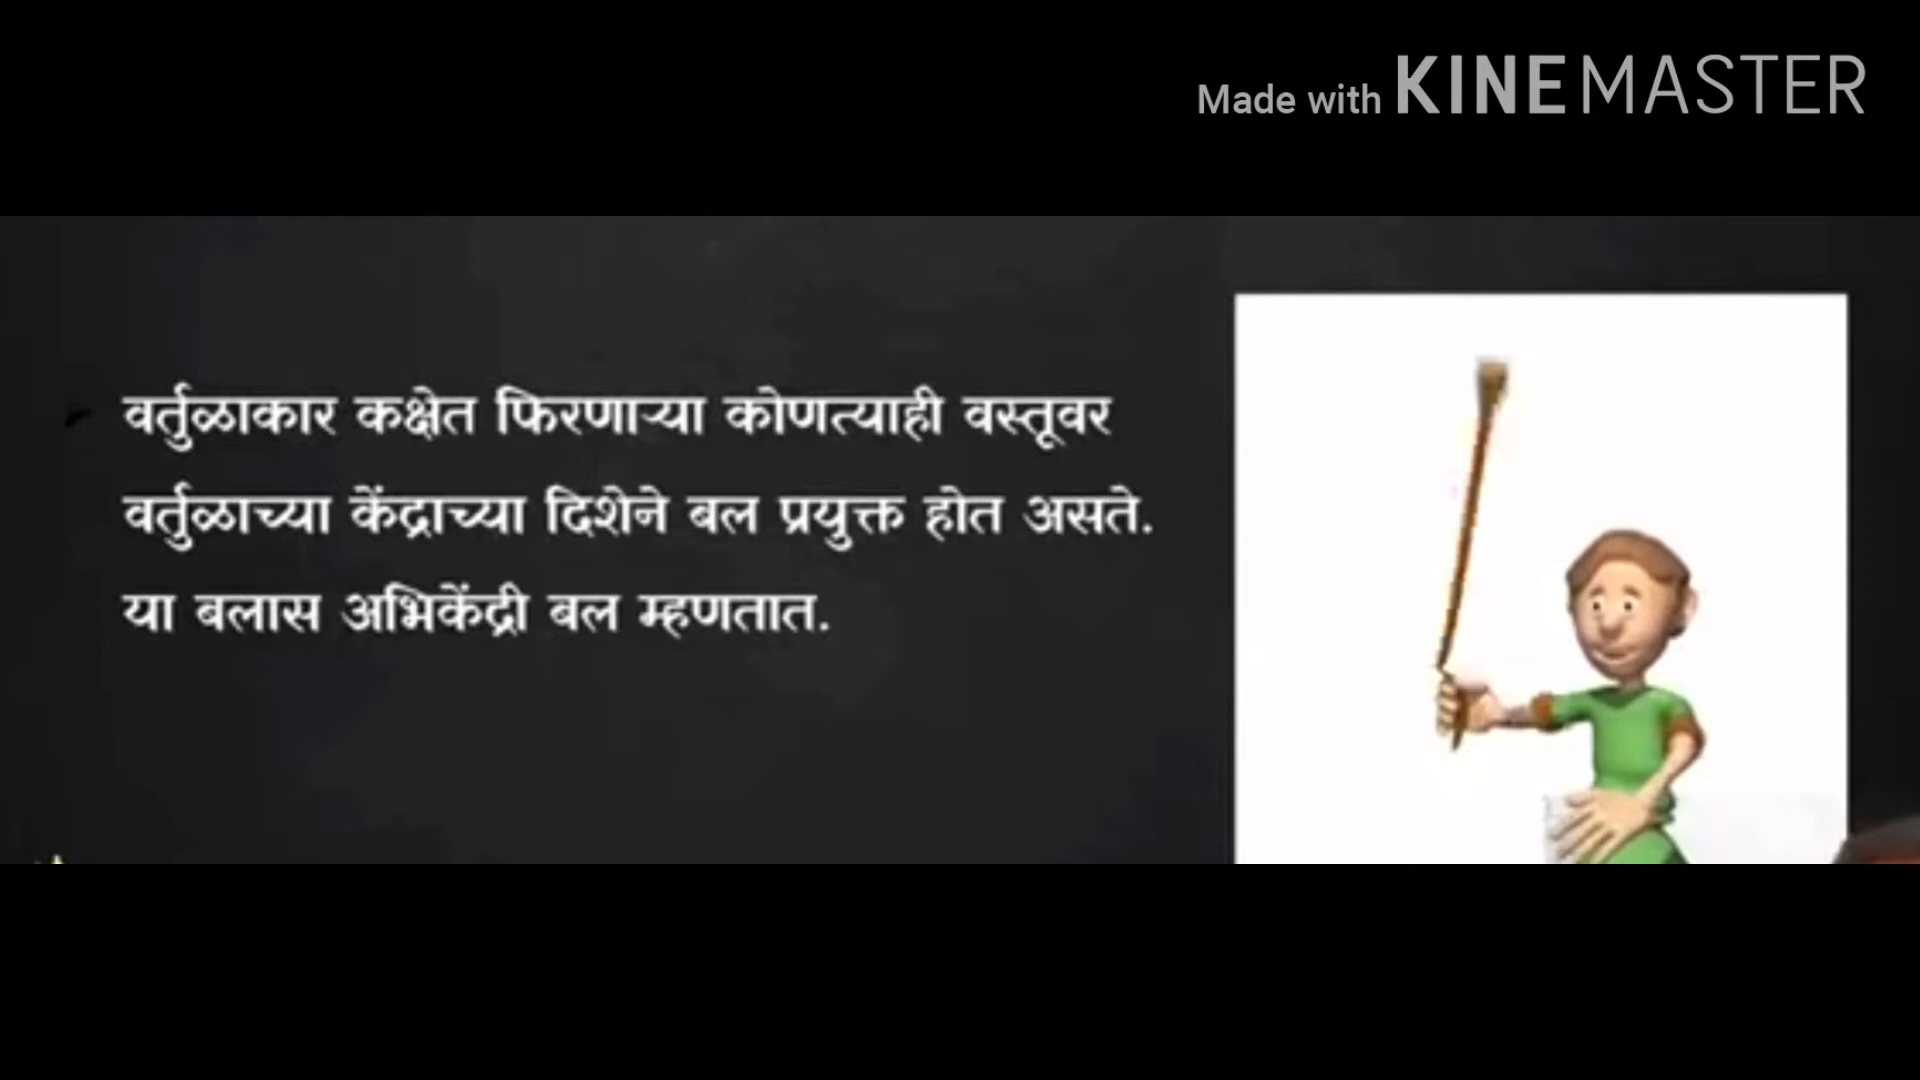 Made with KINEMASTER
वर्तुळाकार कक्षेत फिरणाऱ्या कोणत्याही वस्तूवर
वर्तुळाच्या केंद्राच्या दिशेने बल प्रयुक्त होत असते.
या बलास अभिकेंद्री बल म्हणतात.